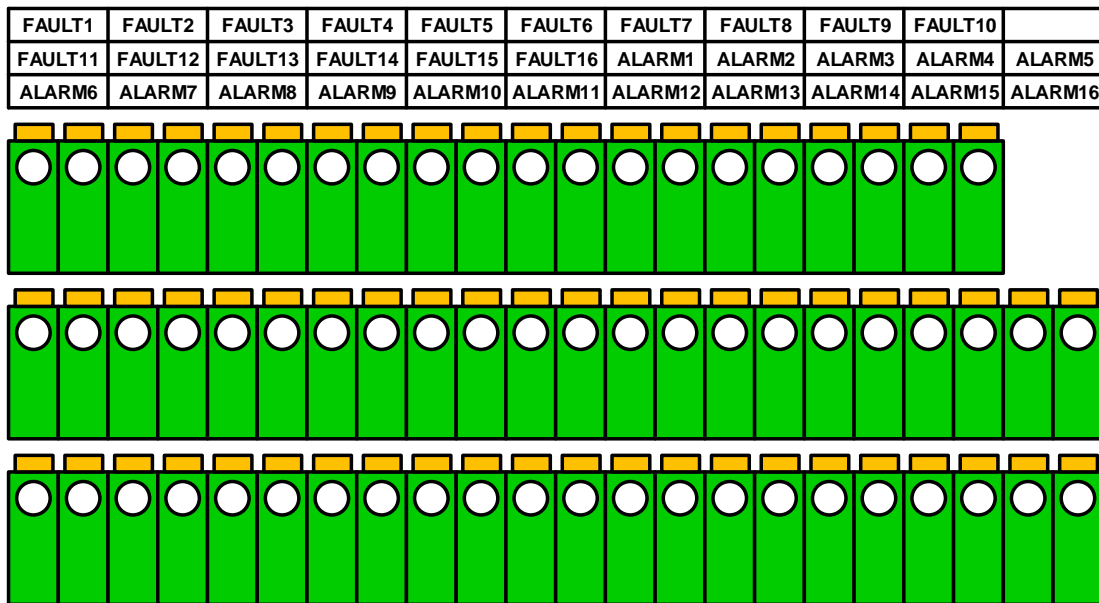 FAULT1 FAULT2 FAULT3 FAULT4 FAULT5 FAULT6 FAULT7 FAULT8 FAULT9 FAULT10
FAULT11 FAULT12 FAULT13 FAULT14 FAULT15 FAULT16 ALARM1 ALARM2 ALARM3 ALARM4 ALARM5
ALARM6 ALARM7 ALARM8 ALARM9 ALARM10 ALARM11 ALARM12 ALARM13 ALARM14 ALARM15 ALARM16